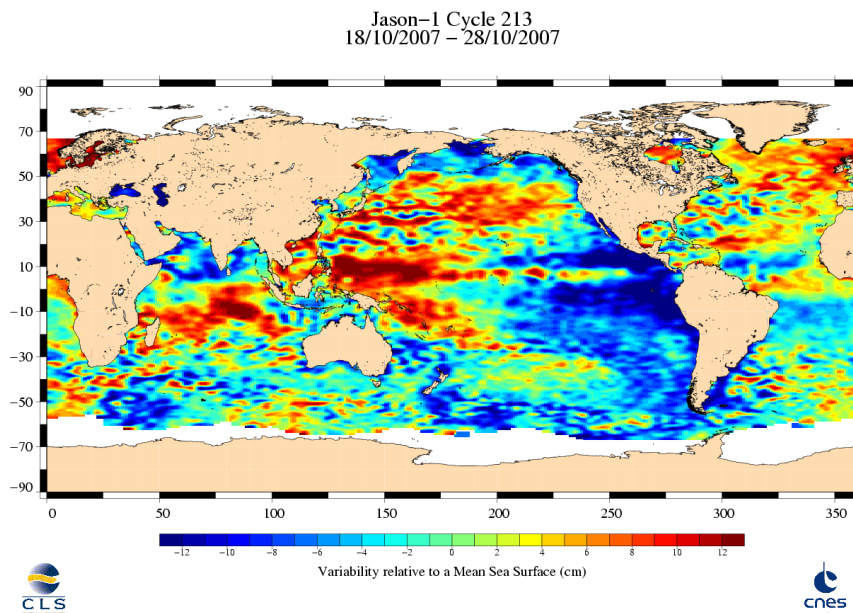 Jason−1 Cycle 213
18/10/2007 − 28/10/2007
90
70
50
30
10
−10
−30
−50
−70
−90
0 50 100 150 200 250 300 350
−12 −10 −8 −6 −4 −2 0 2 4 6 8 10 12
Variability relative to a Mean Sea Surface (cm)
CLS
cnes